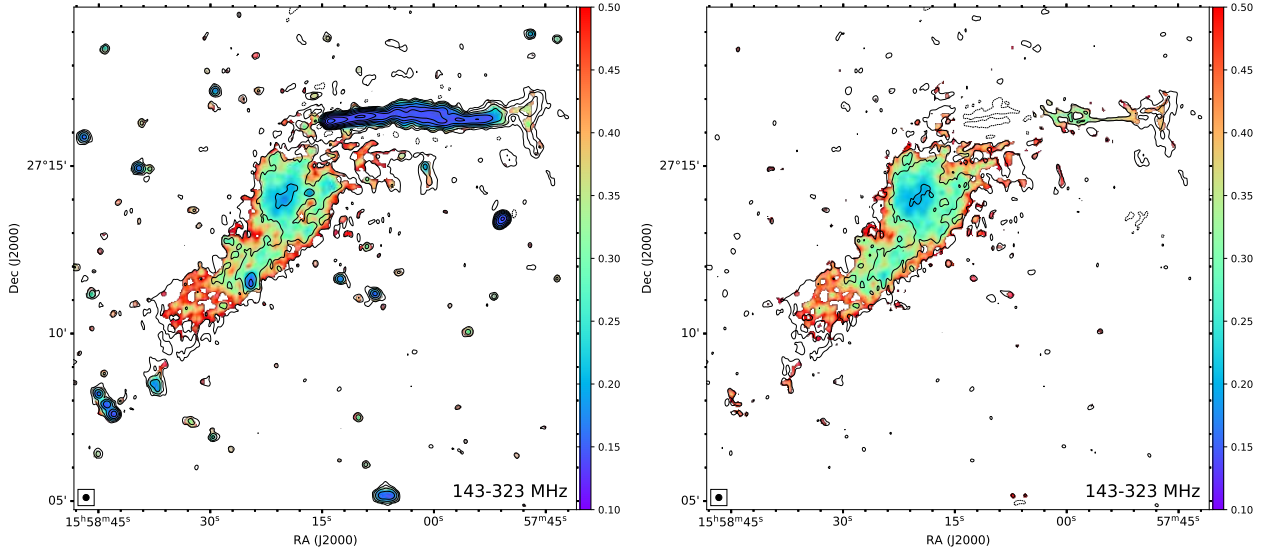 0.50
0.45
0.40
0.35
0.30
0.25
0.20
0.15
0.10
Dec (J2000)
27°15'
10'
05'
143-323 MHz
15ʰ58ᵐ45ˢ
30ˢ
15ˢ
00ˢ
57ᵐ45ˢ
RA (J2000)
0.50
0.45
0.40
0.35
0.30
0.25
0.20
0.15
0.10
Dec (J2000)
27°15'
10'
05'
143-323 MHz
15ʰ58ᵐ45ˢ
30ˢ
15ˢ
00ˢ
57ᵐ45ˢ
RA (J2000)